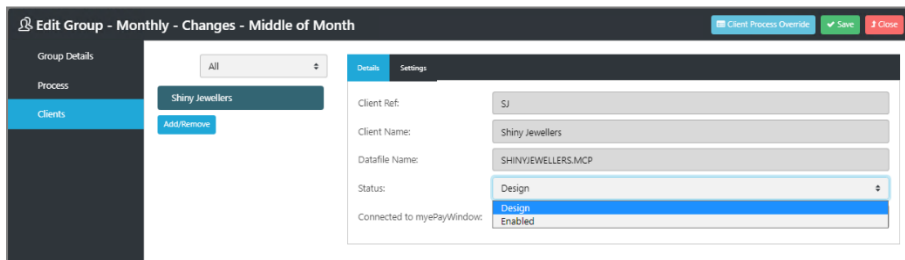 Edit Group - Monthly - Changes - Middle of Month
Client Process Override
Save
Close
Group Details
Process
Clients
All
Shiny Jewellers
Add/Remove
Details
Settings
Client Ref:
SJ
Client Name:
Shiny Jewellers
Datafile Name:
SHINYJEWELLERS.MCP
Status:
Design
Connected to myePayWindow:
Design
Enabled